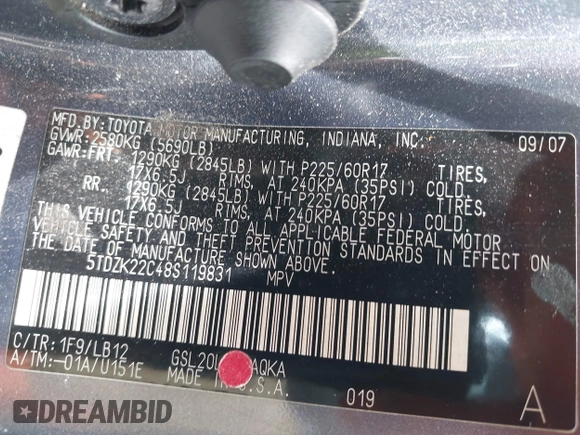 MFD.BY:TOYOTA MOTOR MANUFACTURING, INDIANA, INC. 09/07
GVWR:2580KG (5690LB)
GAWR:FRT. 1290KG (2845LB) WITH P225/60R17 TIRES,
17X6.5J RIMS, AT 240KPA (35PSI) COLD.
RR. 1290KG (2845LB) WITH P225/60R17 TIRES,
17X6.5J RIMS, AT 240KPA (35PSI) COLD.
THIS VEHICLE CONFORMS TO ALL APPLICABLE FEDERAL MOTOR
VEHICLE SAFETY AND THEFT PREVENTION STANDARDS IN EFFECT ON
THE DATE OF MANUFACTURE SHOWN ABOVE.
5TDZK22C48S119831 MPV
C/TR: 1F9/LB12 AQKA
A/TM:-01A/U151E MADE IN U.S.A. 019 A
DREAMBID